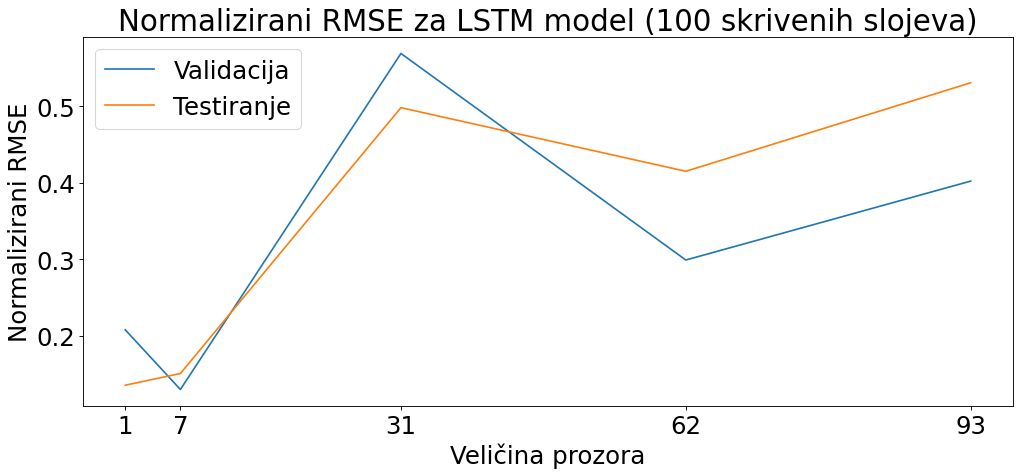 Normalizirani RMSE za LSTM model (100 skrivenih slojeva)
Validacija
Testiranje
Normalizirani RMSE
0.5
0.4
0.3
0.2
1 7 31 62 93
Veličina prozora